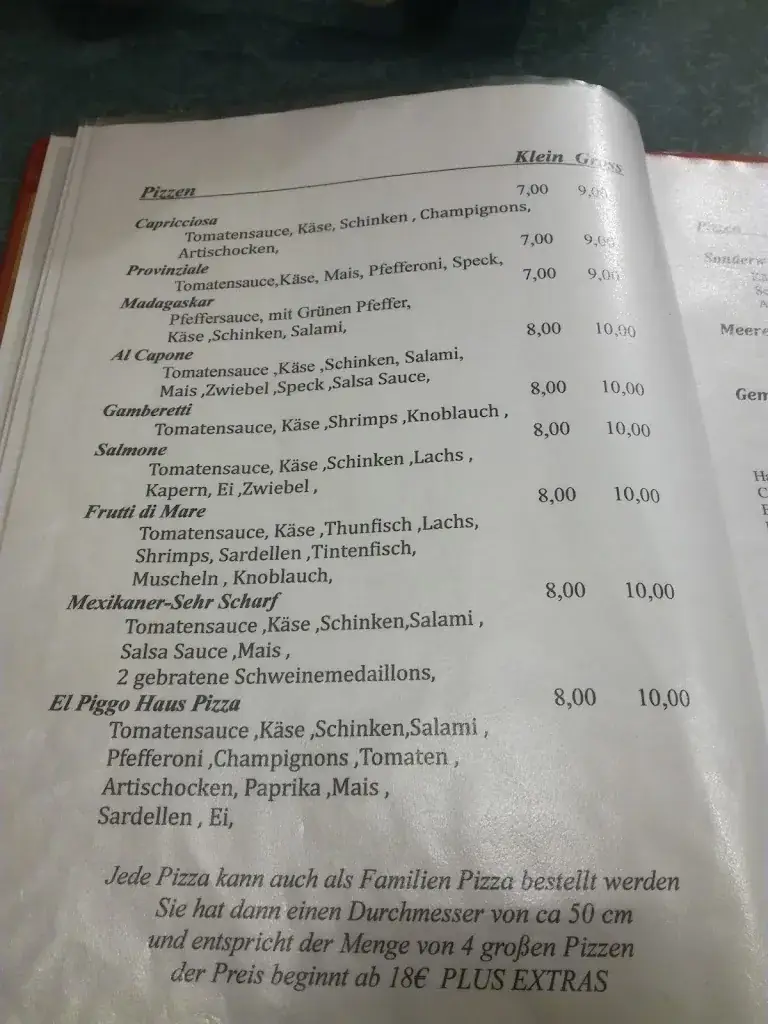 Klein Gross
Pizzen
Capricciosa 7,00 9,00
Tomatensauce, Käse, Schinken , Champignons,
Artischocken,
Provinziale 7,00 9,00
Tomatensauce,Käse, Mais, Pfefferoni, Speck,
Madagaskar 7,00 9,00
Pfeffersauce, mit Grünen Pfeffer,
Käse ,Schinken, Salami,
Al Capone 8,00 10,00
Tomatensauce ,Käse ,Schinken, Salami,
Mais ,Zwiebel ,Speck ,Salsa Sauce,
Gamberetti 8,00 10,00
Tomatensauce, Käse ,Shrimps ,Knoblauch ,
Salmone 8,00 10,00
Tomatensauce, Käse ,Schinken ,Lachs ,
Kapern, Ei ,Zwiebel ,
Frutti di Mare 8,00 10,00
Tomatensauce, Käse ,Thunfisch ,Lachs,
Shrimps, Sardellen ,Tintenfisch,
Muscheln , Knoblauch,
Mexikaner-Sehr Scharf 8,00 10,00
Tomatensauce ,Käse ,Schinken,Salami ,
Salsa Sauce ,Mais ,
2 gebratene Schweinemedaillons,
El Piggo Haus Pizza 8,00 10,00
Tomatensauce ,Käse ,Schinken,Salami ,
Pfefferoni ,Champignons ,Tomaten ,
Artischocken, Paprika ,Mais ,
Sardellen , Ei,
Jede Pizza kann auch als Familien Pizza bestellt werden
Sie hat dann einen Durchmesser von ca 50 cm
und entspricht der Menge von 4 großen Pizzen
der Preis beginnt ab 18€ PLUS EXTRAS
Pizzen
Sonderw
Meere
Gem